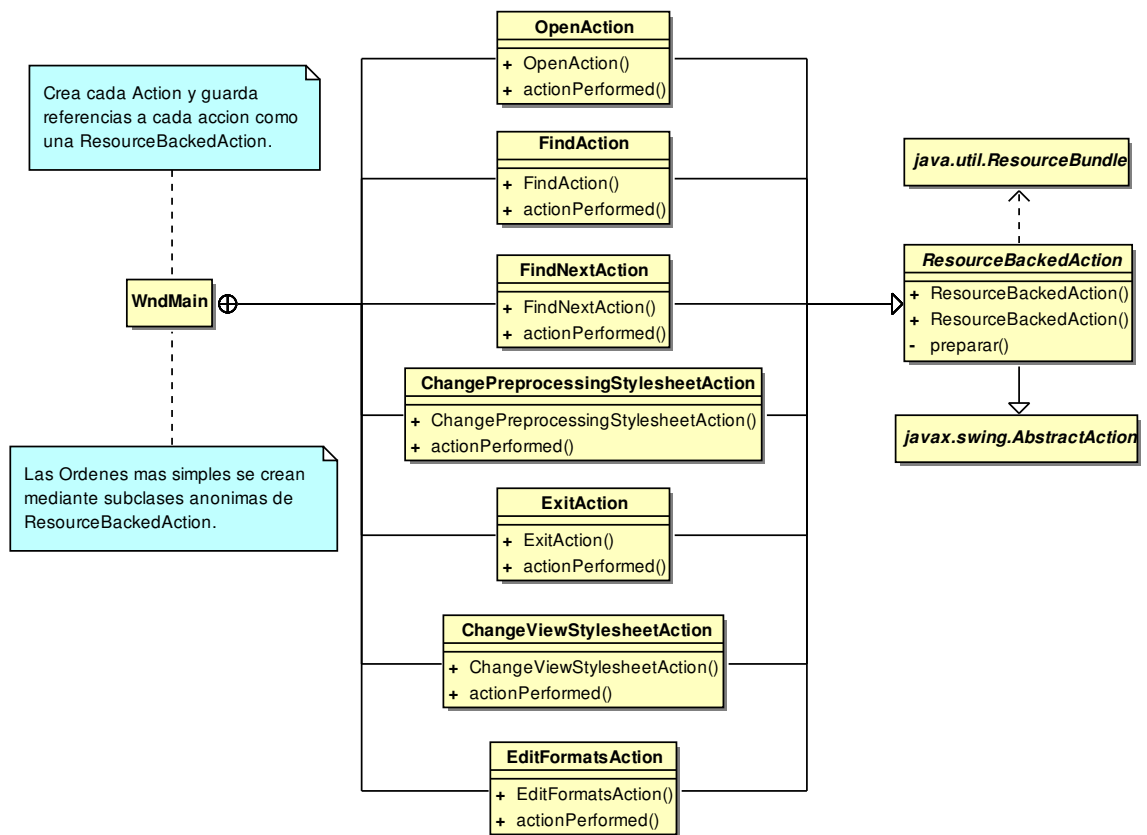 OpenAction
+ OpenAction()
+ actionPerformed()
Crea cada Action y guarda
referencias a cada accion como
una ResourceBackedAction.
FindAction
+ FindAction()
+ actionPerformed()
java.util.ResourceBundle
WndMain
FindNextAction
+ FindNextAction()
+ actionPerformed()
ResourceBackedAction
+ ResourceBackedAction()
+ ResourceBackedAction()
- preparar()
ChangePreprocessingStylesheetAction
+ ChangePreprocessingStylesheetAction()
+ actionPerformed()
javax.swing.AbstractAction
Las Ordenes mas simples se crean
mediante subclases anonimas de
ResourceBackedAction.
ExitAction
+ ExitAction()
+ actionPerformed()
ChangeViewStylesheetAction
+ ChangeViewStylesheetAction()
+ actionPerformed()
EditFormatsAction
+ EditFormatsAction()
+ actionPerformed()